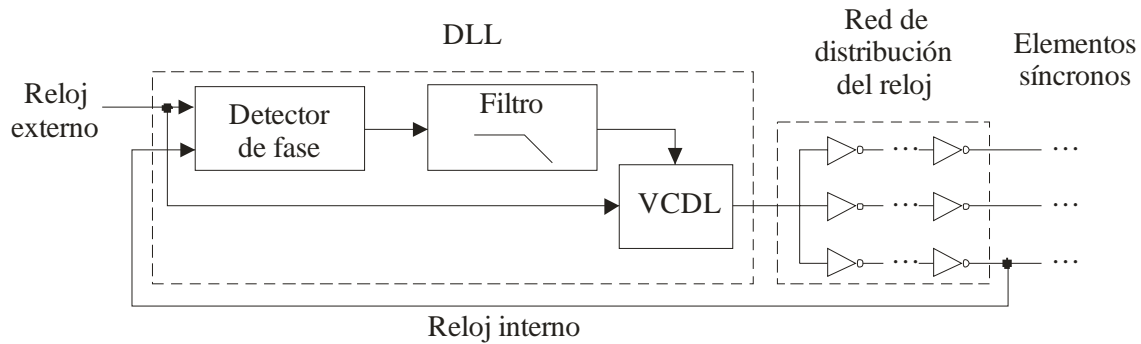 DLL
Red de
distribución
del reloj
Elementos
síncronos
Reloj
externo
Detector
de fase
Filtro
VCDL
Reloj interno